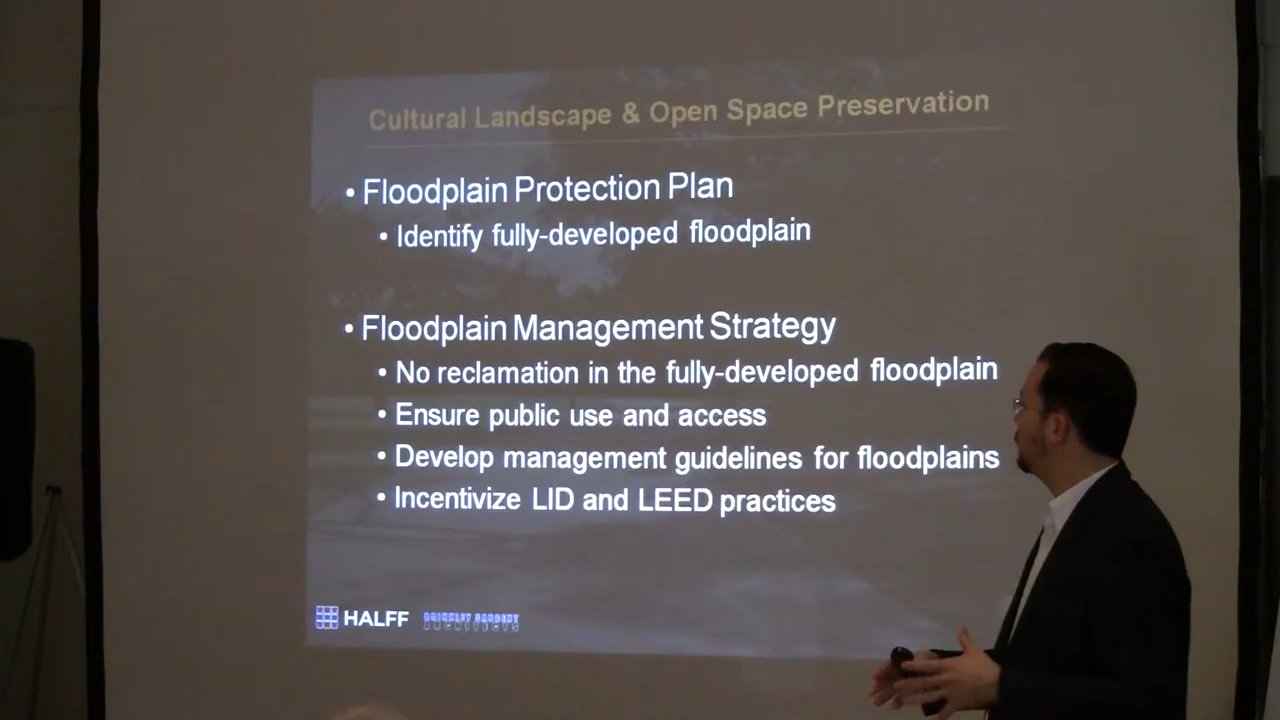 Cultural Landscape & Open Space Preservation
• Floodplain Protection Plan
• Identify fully-developed floodplain
• Floodplain Management Strategy
• No reclamation in the fully-developed floodplain
• Ensure public use and access
• Develop management guidelines for floodplains
• Incentivize LID and LEED practices
HALFF